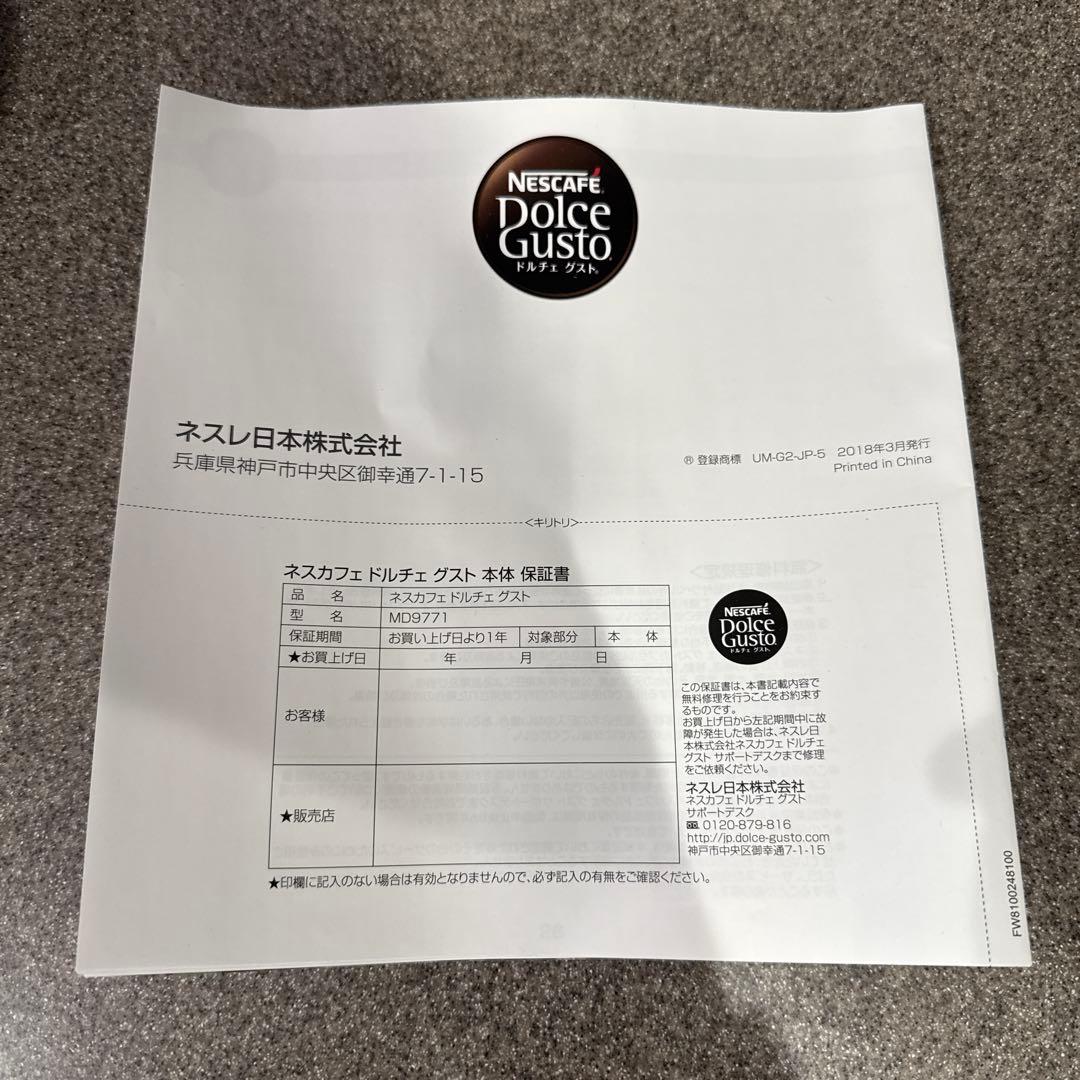 NESCAFÉ®
Dolce
Gusto®
ドルチェ グスト®
ネスレ日本株式会社
兵庫県神戸市中央区御幸通7-1-15
® 登録商標 UM-G2-JP-5 2018年3月発行
Printed in China
<キリトリ>
ネスカフェ ドルチェ グスト 本体 保証書
品 名 ネスカフェ ドルチェ グスト
型 名 MD9771
保証期間 お買い上げ日より1年 対象部分 本 体
★お買上げ日 年 月 日
お客様
★販売店
★印欄に記入のない場合は有効となりませんので、必ず記入の有無をご確認ください。
NESCAFÉ
Dolce
Gusto
ドルチェ グスト
この保証書は、本書記載内容で
無料修理を行うことをお約束す
るものです。
お買上げ日から左記期間中に故
障が発生した場合は、ネスレ日
本株式会社ネスカフェ ドルチェ
グスト サポートデスクまで修理
をご依頼ください。
ネスレ日本株式会社
ネスカフェ ドルチェ グスト
サポートデスク
0120-879-816
http://jp.dolce-gusto.com
神戸市中央区御幸通7-1-15
FW8100248100